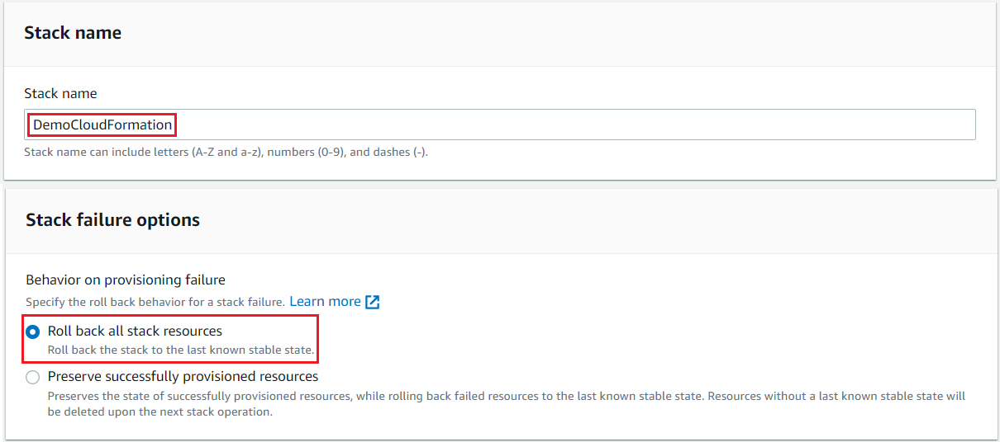 Stack name
Stack name
DemoCloudFormation
Stack name can include letters (A-Z and a-z), numbers (0-9), and dashes (-).
Stack failure options
Behavior on provisioning failure
Specify the roll back behavior for a stack failure. Learn more
Roll back all stack resources
Roll back the stack to the last known stable state.
Preserve successfully provisioned resources
Preserves the state of successfully provisioned resources, while rolling back failed resources to the last known stable state. Resources without a last known stable state will
be deleted upon the next stack operation.